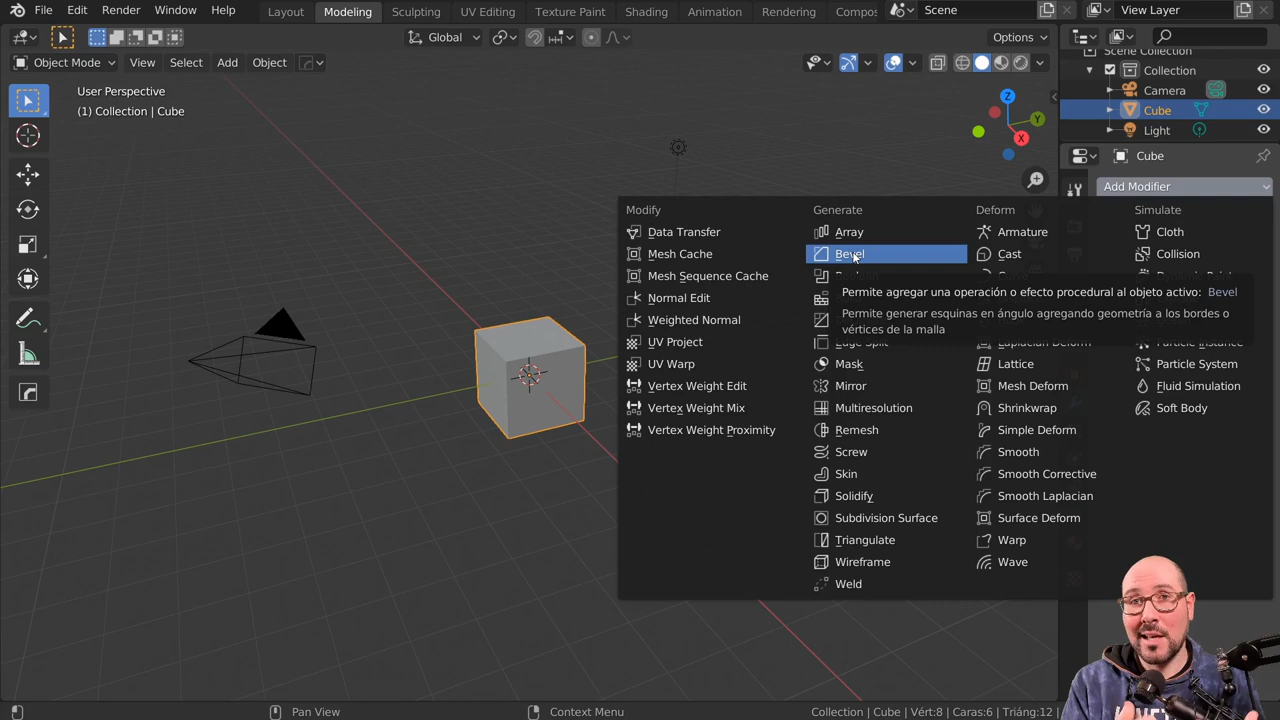 File Edit Render Window Help Layout Modeling Sculpting UV Editing Texture Paint Shading Animation Rendering Compos Scene View Layer
Global Options
Object Mode View Select Add Object
Scene Collection
Collection
Camera
Cube
Light
User Perspective
(1) Collection | Cube
Z
Y
X
Cube
Add Modifier
Modify
Data Transfer
Mesh Cache
Mesh Sequence Cache
Normal Edit
Weighted Normal
UV Project
UV Warp
Vertex Weight Edit
Vertex Weight Mix
Vertex Weight Proximity
Generate
Array
Bevel
Edge Split
Mask
Mirror
Multiresolution
Remesh
Screw
Skin
Solidify
Subdivision Surface
Triangulate
Wireframe
Weld
Deform
Armature
Cast
Laplacian Deform
Lattice
Mesh Deform
Shrinkwrap
Simple Deform
Smooth
Smooth Corrective
Smooth Laplacian
Surface Deform
Warp
Wave
Simulate
Cloth
Collision
Particle Instance
Particle System
Fluid Simulation
Soft Body
Permite agregar una operación o efecto procedural al objeto activo: Bevel
Permite generar esquinas en ángulo agregando geometría a los bordes o
vértices de la malla
Pan View Context Menu Collection | Cube | Vért:8 | Caras:6 | Triáng:12